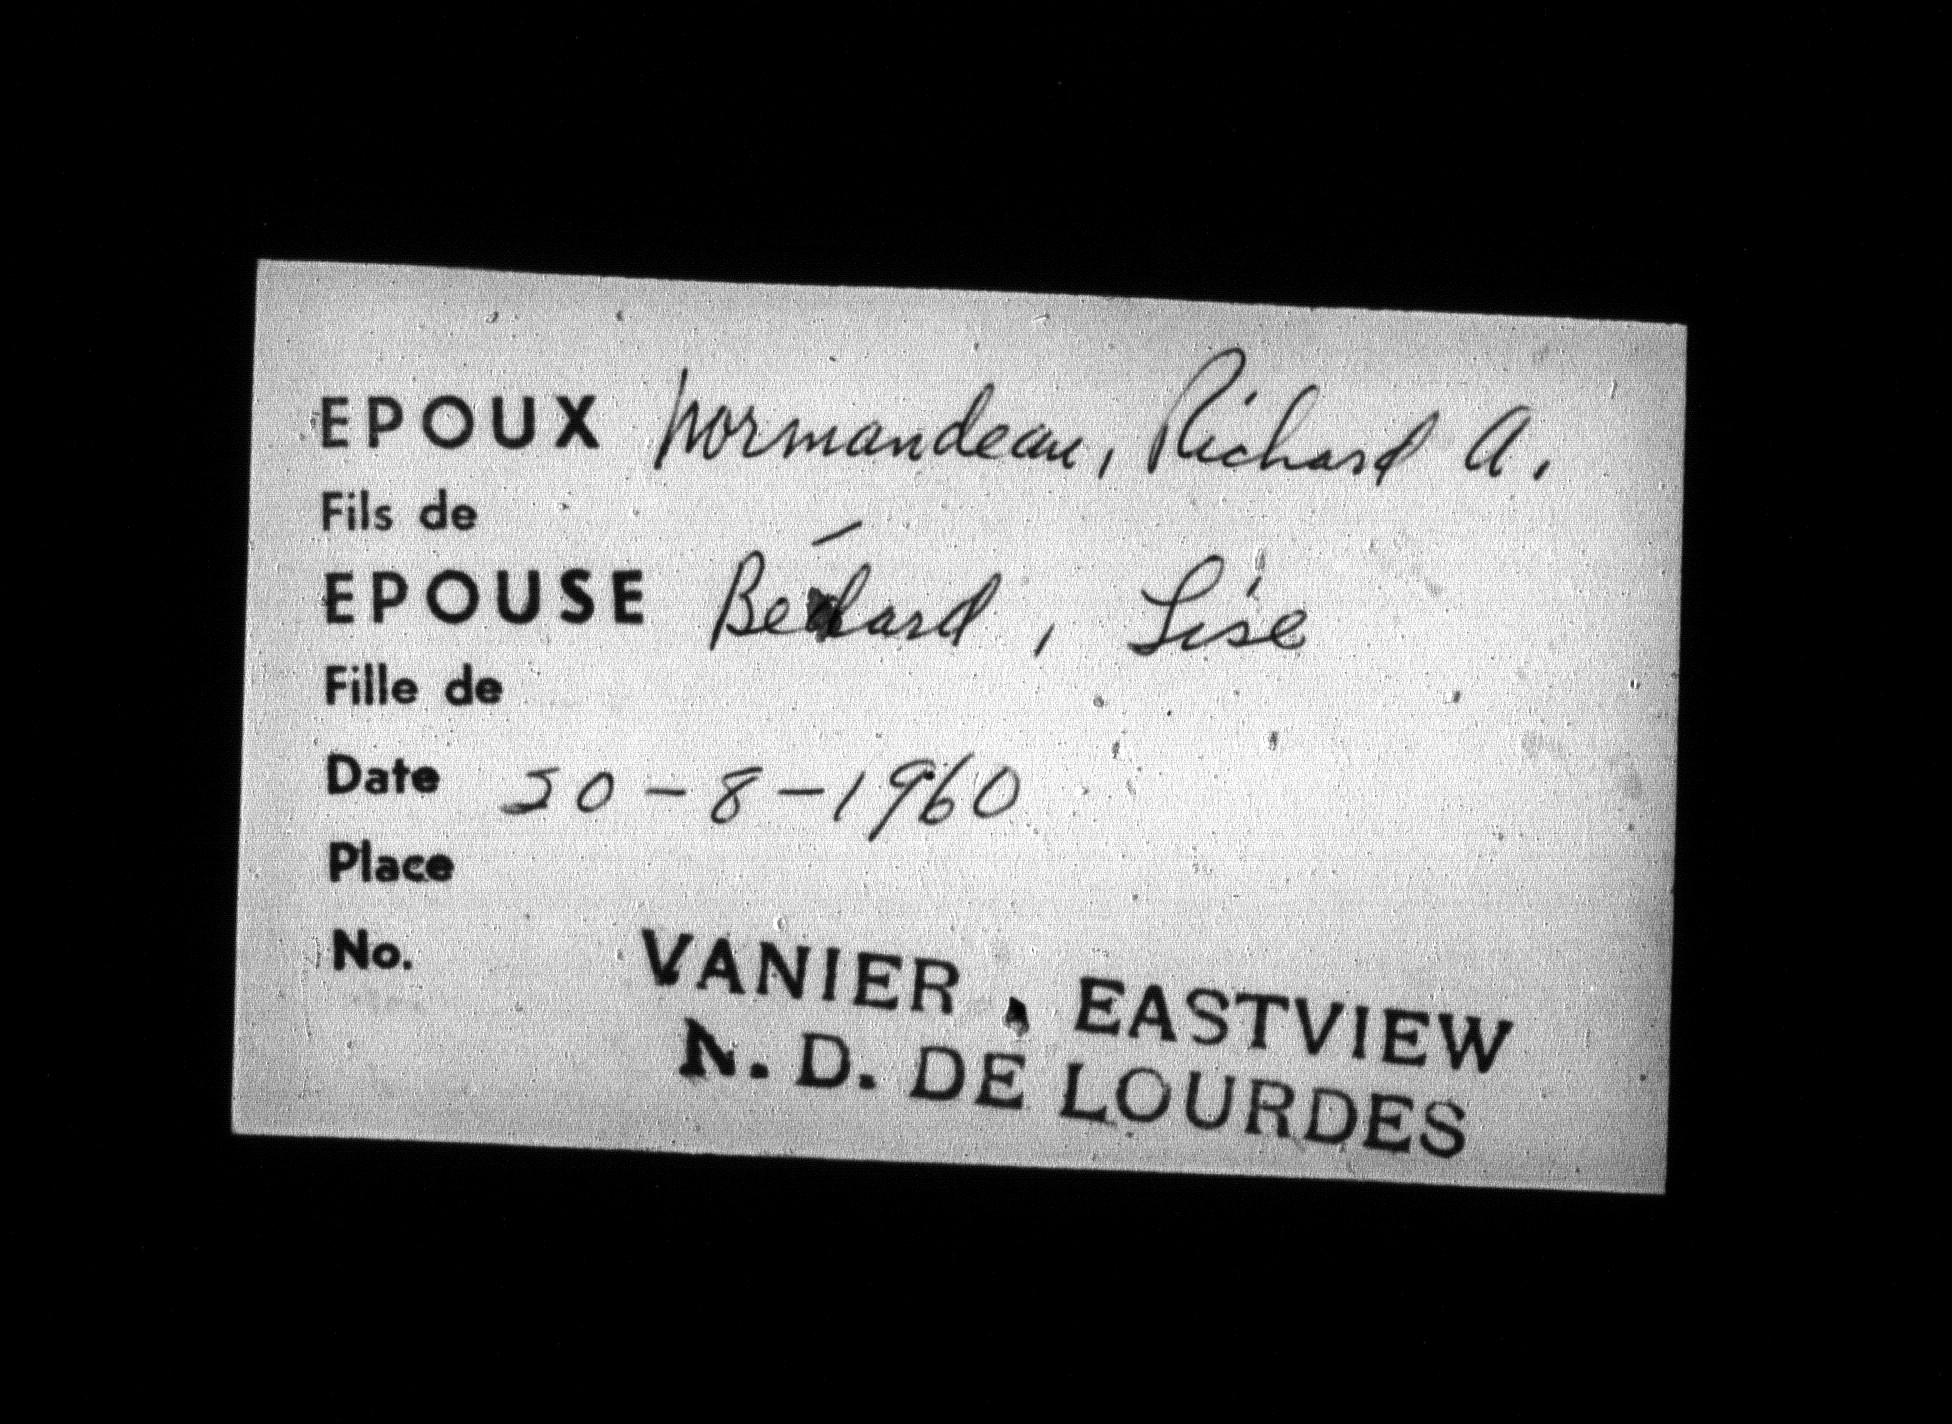 EPOUX Normandeau, Richard A.
Fils de
EPOUSE Bédard, Lise
Fille de
Date 20-8-1960
Place
No.
VANIER, EASTVIEW
N. D. DE LOURDES